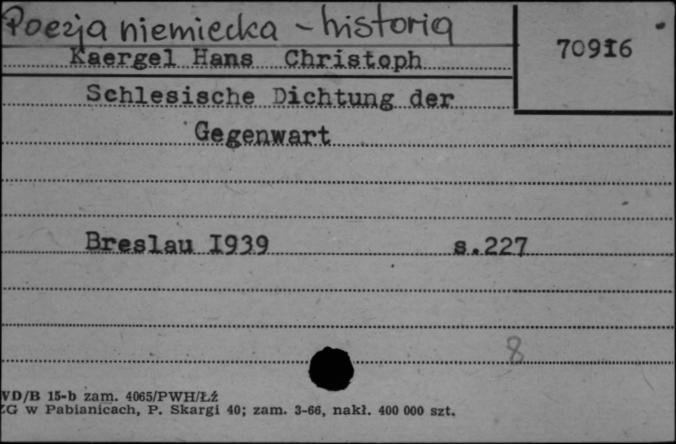 Poezja niemiecka - historia
70916
Kaergel Hans Christoph
Schlesische Dichtung der
Gegenwart
Breslau I939 s.227
8
VD/B 15-b zam. 4065/PWH/Łź
ZG w Pabianicach, P. Skargi 40; zam. 3-66, nakł. 400 000 szt.